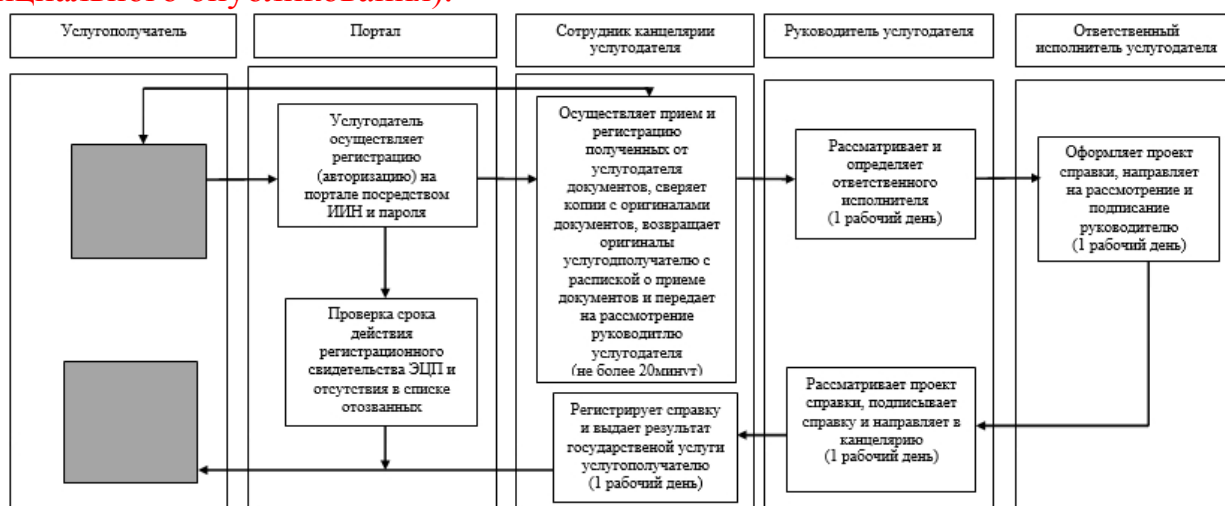 циального опубликования).
Услугополучатель
Портал
Сотрудник канцелярии
услугодателя
Руководитель услугодателя
Ответственный
исполнитель услугодателя
Услугодатель
осуществляет
регистрацию
(авторизацию) на
портале посредством
ИИН и пароля
Осуществляет прием и
регистрацию
полученных от
услугодателя
документов, сверяет
копии с оригиналами
документов, возвращает
оригиналы
услугодполучателю с
распиской о приеме
документов и передает
на рассмотрение
руководитлю
услугодателя
(не более 20минут)
Рассматривает и
определяет
ответственного
исполнителя
(1 рабочий день)
Оформляет проект
справки, направляет
на рассмотрение и
подписание
руководителю
(1 рабочий день)
Проверка срока
действия
регистрационного
свидетельства ЭЦП и
отсутствия в списке
отозванных
Регистрирует справку
и выдает результат
государственой услуги
услугополучателю
(1 рабочий день)
Рассматривает проект
справки, подписывает
справку и направляет в
канцелярию
(1 рабочий день)